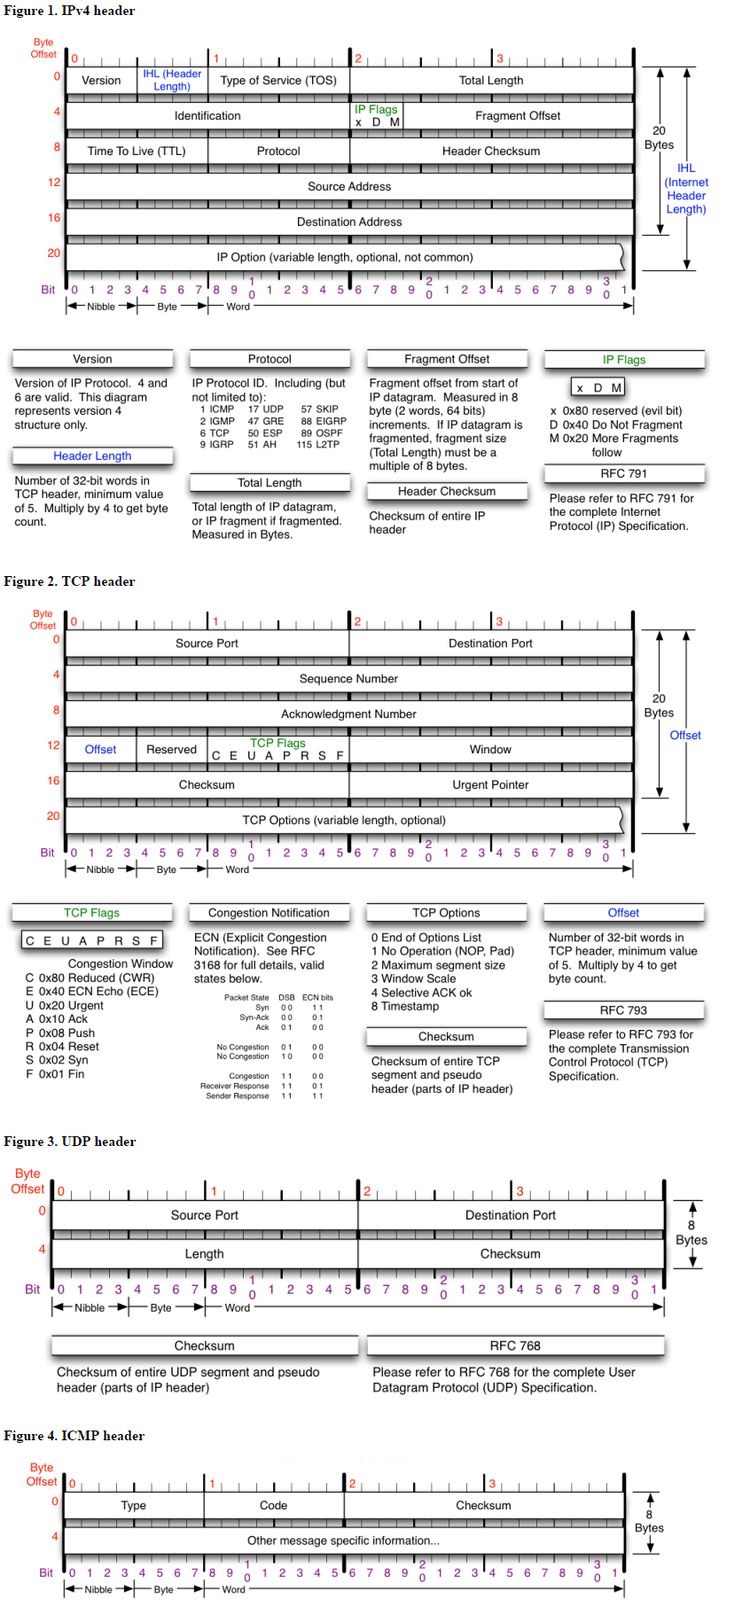 Figure 1. IPv4 header
Byte
Offset 0 1 2 3
0 Version IHL (Header Length) Type of Service (TOS) Total Length
4 Identification IP Flags x D M Fragment Offset
8 Time To Live (TTL) Protocol Header Checksum
12 Source Address
16 Destination Address
20 IP Option (variable length, optional, not common)
20 Bytes
IHL (Internet Header Length)
Bit 0 1 2 3 4 5 6 7 8 9 10 1 2 3 4 5 6 7 8 9 20 1 2 3 4 5 6 7 8 9 30 1
Nibble Byte Word
Version
Version of IP Protocol. 4 and
6 are valid. This diagram
represents version 4
structure only.
Header Length
Number of 32-bit words in
TCP header, minimum value
of 5. Multiply by 4 to get byte
count.
Protocol
IP Protocol ID. Including (but
not limited to):
1 ICMP 17 UDP 57 SKIP
2 IGMP 47 GRE 88 EIGRP
6 TCP 50 ESP 89 OSPF
9 IGRP 51 AH 115 L2TP
Total Length
Total length of IP datagram,
or IP fragment if fragmented.
Measured in Bytes.
Fragment Offset
Fragment offset from start of
IP datagram. Measured in 8
byte (2 words, 64 bits)
increments. If IP datagram is
fragmented, fragment size
(Total Length) must be a
multiple of 8 bytes.
Header Checksum
Checksum of entire IP
header
IP Flags
x D M
x 0x80 reserved (evil bit)
D 0x40 Do Not Fragment
M 0x20 More Fragments
follow
RFC 791
Please refer to RFC 791 for
the complete Internet
Protocol (IP) Specification.
Figure 2. TCP header
Byte
Offset 0 1 2 3
0 Source Port Destination Port
4 Sequence Number
8 Acknowledgment Number
12 Offset Reserved TCP Flags C E U A P R S F Window
16 Checksum Urgent Pointer
20 TCP Options (variable length, optional)
20 Bytes
Offset
Bit 0 1 2 3 4 5 6 7 8 9 10 1 2 3 4 5 6 7 8 9 20 1 2 3 4 5 6 7 8 9 30 1
Nibble Byte Word
TCP Flags
C E U A P R S F
Congestion Window
C 0x80 Reduced (CWR)
E 0x40 ECN Echo (ECE)
U 0x20 Urgent
A 0x10 Ack
P 0x08 Push
R 0x04 Reset
S 0x02 Syn
F 0x01 Fin
Congestion Notification
ECN (Explicit Congestion
Notification). See RFC
3168 for full details, valid
states below.
Packet State DSB ECN bits
Syn 0 0 1 1
Syn-Ack 0 0 0 1
Ack 0 1 0 0
No Congestion 0 1 0 0
No Congestion 1 0 0 0
Congestion 1 1 0 0
Receiver Response 1 1 0 1
Sender Response 1 1 1 1
TCP Options
0 End of Options List
1 No Operation (NOP, Pad)
2 Maximum segment size
3 Window Scale
4 Selective ACK ok
8 Timestamp
Checksum
Checksum of entire TCP
segment and pseudo
header (parts of IP header)
Offset
Number of 32-bit words in
TCP header, minimum value
of 5. Multiply by 4 to get
byte count.
RFC 793
Please refer to RFC 793 for
the complete Transmission
Control Protocol (TCP)
Specification.
Figure 3. UDP header
Byte
Offset 0 1 2 3
0 Source Port Destination Port
4 Length Checksum
8 Bytes
Bit 0 1 2 3 4 5 6 7 8 9 10 1 2 3 4 5 6 7 8 9 20 1 2 3 4 5 6 7 8 9 30 1
Nibble Byte Word
Checksum
Checksum of entire UDP segment and pseudo
header (parts of IP header)
RFC 768
Please refer to RFC 768 for the complete User
Datagram Protocol (UDP) Specification.
Figure 4. ICMP header
Byte
Offset 0 1 2 3
0 Type Code Checksum
4 Other message specific information...
8 Bytes
Bit 0 1 2 3 4 5 6 7 8 9 10 1 2 3 4 5 6 7 8 9 20 1 2 3 4 5 6 7 8 9 30 1
Nibble Byte Word